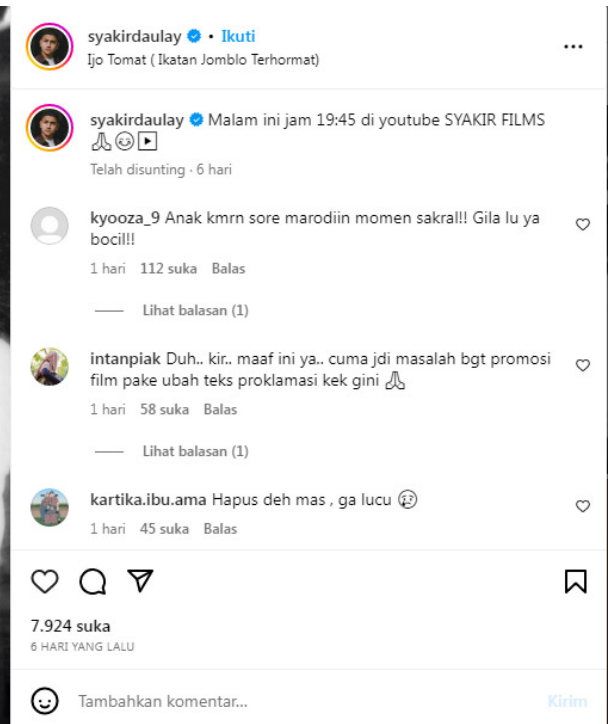 syakirdaulay • Ikuti
Ijo Tomat ( Ikatan Jomblo Terhormat)
syakirdaulay Malam ini jam 19:45 di youtube SYAKIR FILMS
🙏😂▶️
Telah disunting · 6 hari
kyooza_9 Anak kmrn sore marodiin momen sakral!! Gila lu ya
bocil!!
1 hari 112 suka Balas
Lihat balasan (1)
intanpiak Duh.. kir.. maaf ini ya.. cuma jdi masalah bgt promosi
film pake ubah teks proklamasi kek gini 🙏
1 hari 58 suka Balas
Lihat balasan (1)
kartika.ibu.ama Hapus deh mas , ga lucu 😢
1 hari 45 suka Balas
7.924 suka
6 HARI YANG LALU
Tambahkan komentar...
Kirim